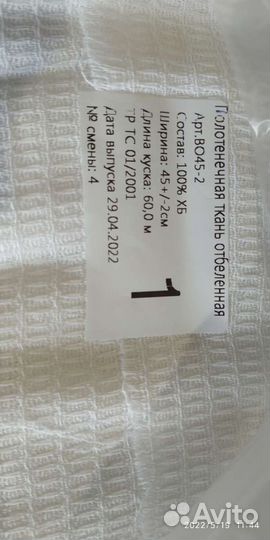 Полотенечная ткань отбеленная
Арт.ВО45-2
Состав: 100% ХБ
Ширина: 45+/-2см
Длина куска: 60,0 м
ТР ТС 01/2001
Дата выпуска 29.04.2022
№ смены: 4
1
2022/5/19 11:44
Avito